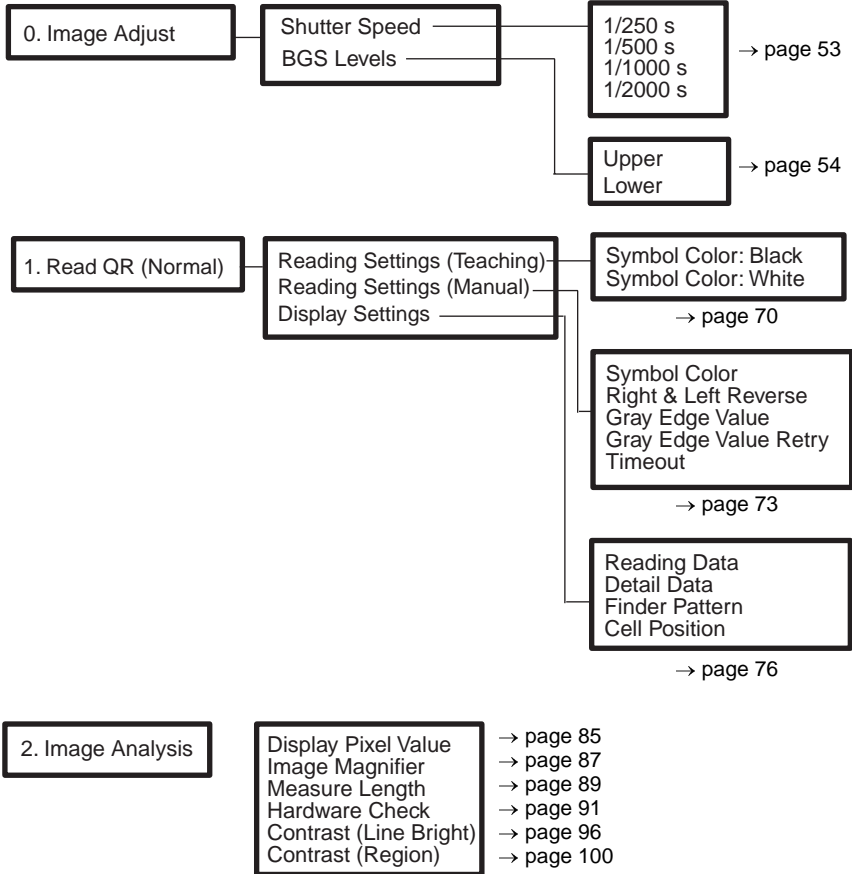 0. Image Adjust
Shutter Speed
BGS Levels
1/250 s
1/500 s
1/1000 s
1/2000 s
→ page 53
Upper
Lower
→ page 54
1. Read QR (Normal)
Reading Settings (Teaching)
Reading Settings (Manual)
Display Settings
Symbol Color: Black
Symbol Color: White
→ page 70
Symbol Color
Right & Left Reverse
Gray Edge Value
Gray Edge Value Retry
Timeout
→ page 73
Reading Data
Detail Data
Finder Pattern
Cell Position
→ page 76
2. Image Analysis
Display Pixel Value → page 85
Image Magnifier → page 87
Measure Length → page 89
Hardware Check → page 91
Contrast (Line Bright) → page 96
Contrast (Region) → page 100